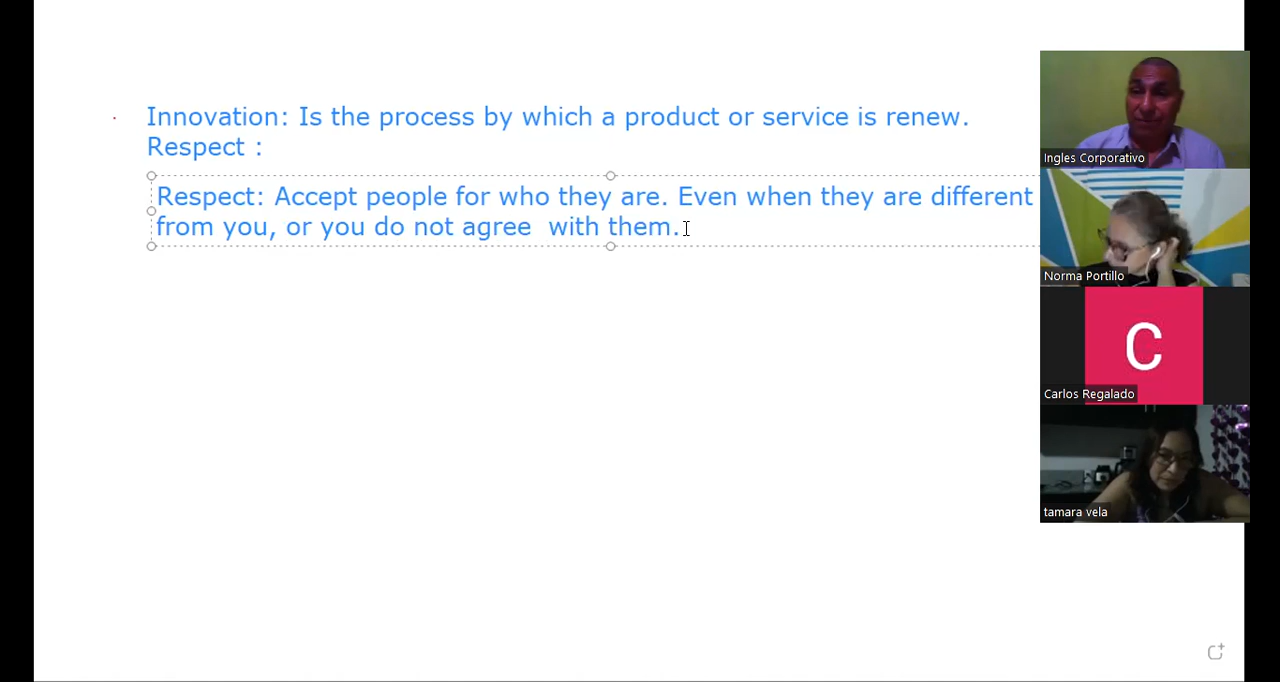 Innovation: Is the process by which a product or service is renew.
Respect :
Respect: Accept people for who they are. Even when they are different
from you, or you do not agree  with them.
Ingles Corporativo
Norma Portillo
C
Carlos Regalado
tamara vela